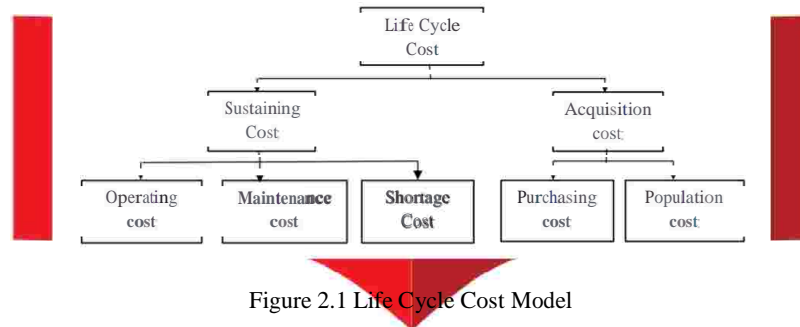 Life Cycle
Cost
Sustaining
Cost
Acquisition
cost
Operating
cost
Maintenance
cost
Shortage
Cost
Purchasing
cost
Population
cost
Figure 2.1 Life Cycle Cost Model